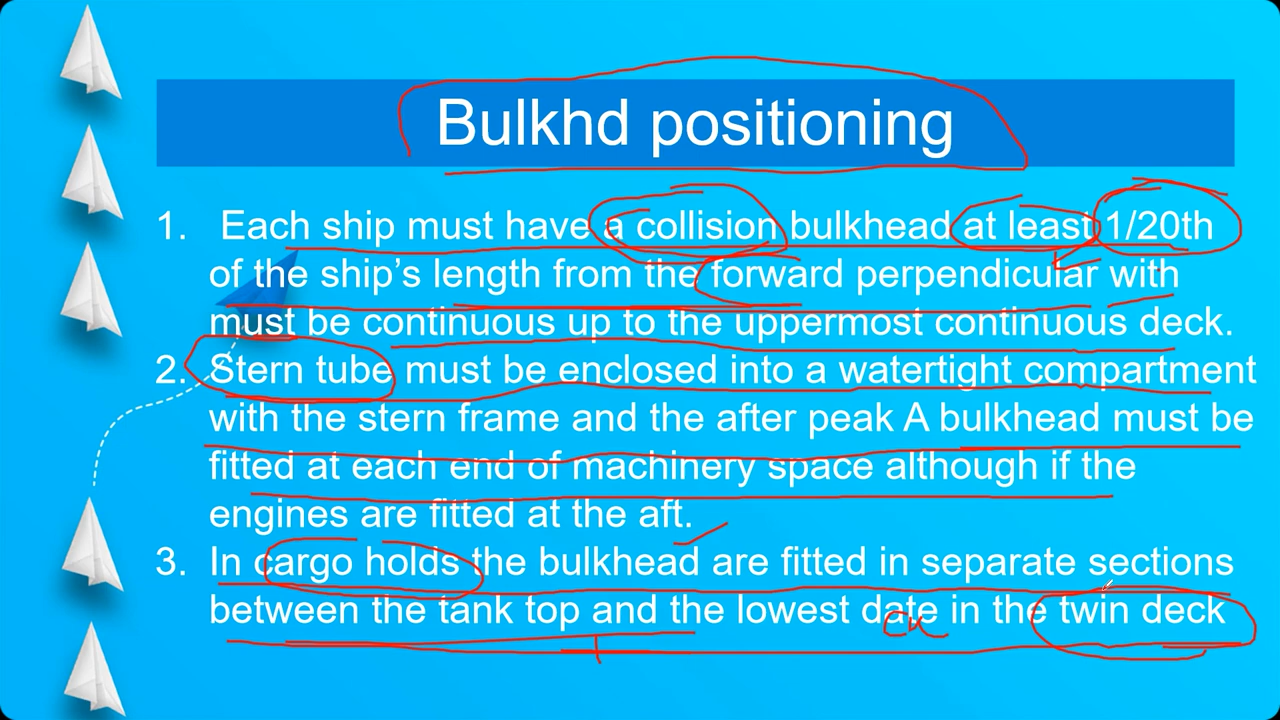 Bulkhd positioning
1. Each ship must have a collision bulkhead at least 1/20th
of the ship's length from the forward perpendicular with
must be continuous up to the uppermost continuous deck.
2. Stern tube must be enclosed into a watertight compartment
with the stern frame and the after peak A bulkhead must be
fitted at each end of machinery space although if the
engines are fitted at the aft.
3. In cargo holds the bulkhead are fitted in separate sections
between the tank top and the lowest date in the twin deck